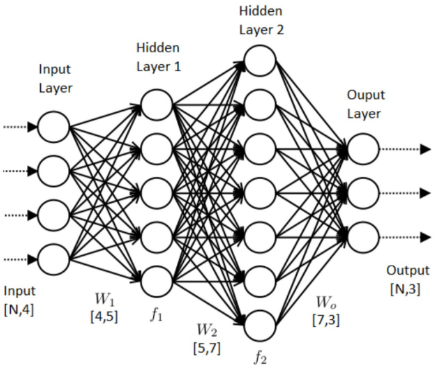 Hidden
Layer 2
Hidden
Layer 1
Input
Layer
Ouput
Layer
Output
[N,3]
Input
[N,4]
W₁
[4,5]
f₁
W₂
[5,7]
f₂
Wₒ
[7,3]